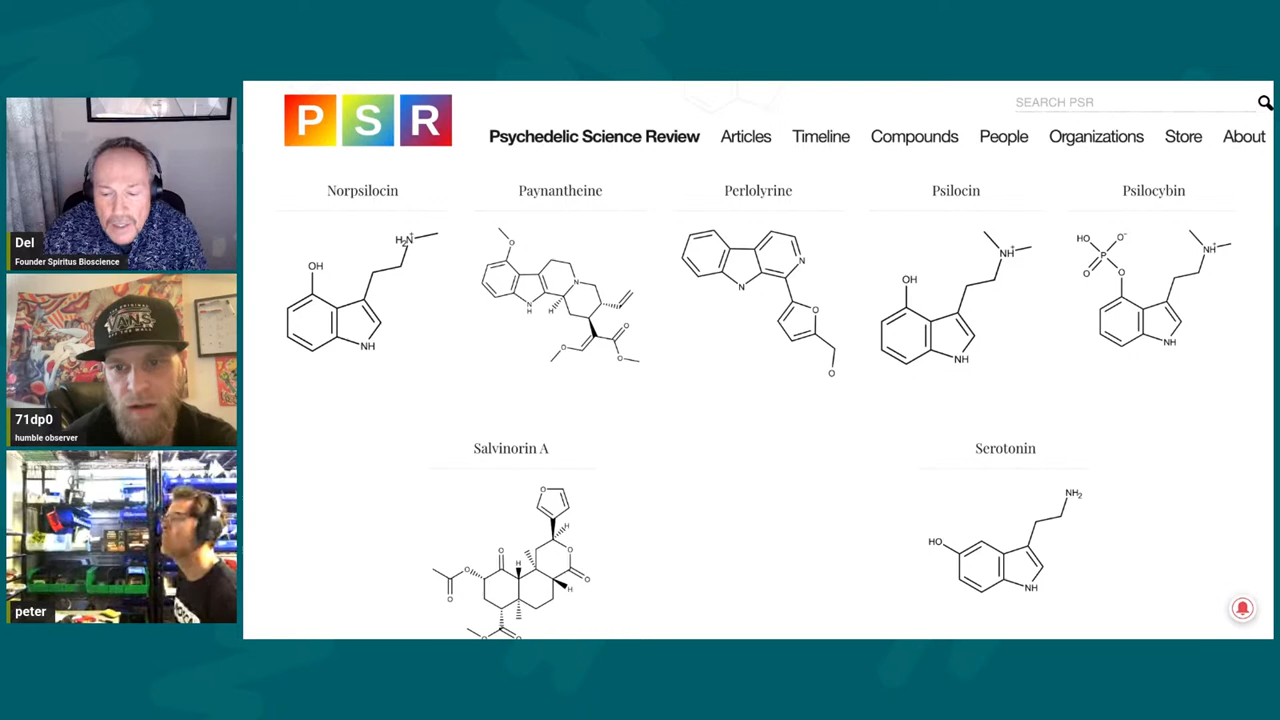 PSR
SEARCH PSR
Psychedelic Science Review Articles Timeline Compounds People Organizations Store About
Norpsilocin Paynantheine Perlolyrine Psilocin Psilocybin
H₂N⁺
OH
NH
O
N
N
H
H
O
O
O
N
N
O
O
NH⁺
OH
NH
HO
O⁻
P
O
O
NH⁺
NH
Salvinorin A Serotonin
O
H
O
O
O
O
O
H
H
O
O
NH₂
HO
NH
Del
Founder Spiritus Bioscience
VANS
71dp0
humble observer
peter